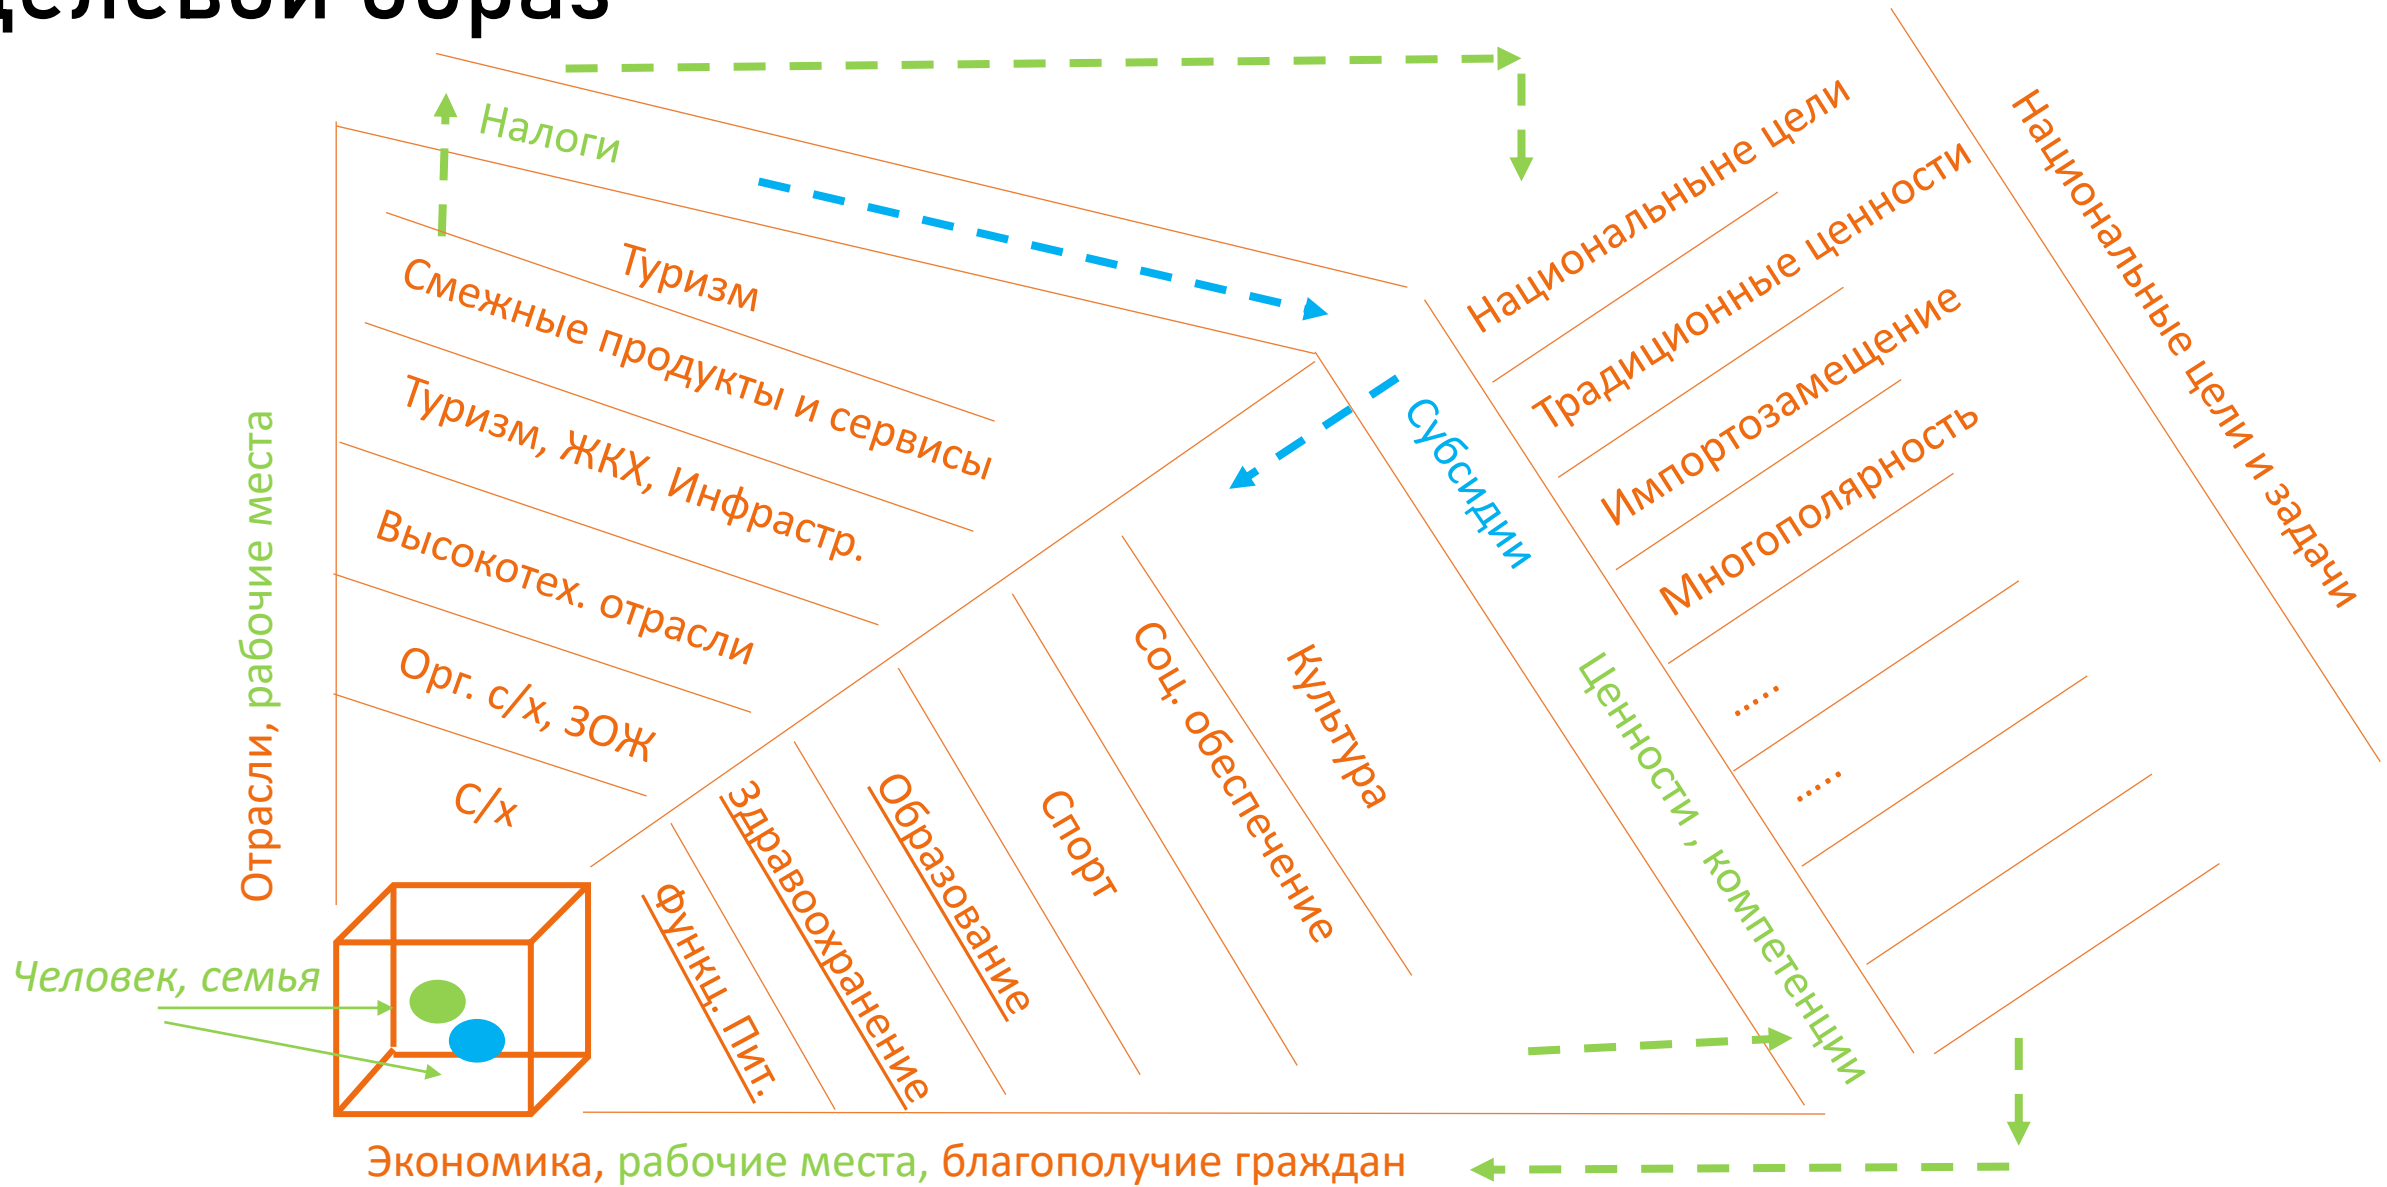 целевой образ
Налоги
Туризм
Смежные продукты и сервисы
Туризм, ЖКХ, Инфрастр.
Высокотех. отрасли
Орг. с/х, ЗОЖ
С/х
Отрасли, рабочие места
Человек, семья
Функц. Пит.
Здравоохранение
Образование
Спорт
Соц. обеспечение
Культура
Субсидии
Ценности , компетенции
Национальныне цели
Традиционные ценности
Импортозамещение
Многополярность
.....
.....
Национальные цели и задачи
Экономика, рабочие места, благополучие граждан